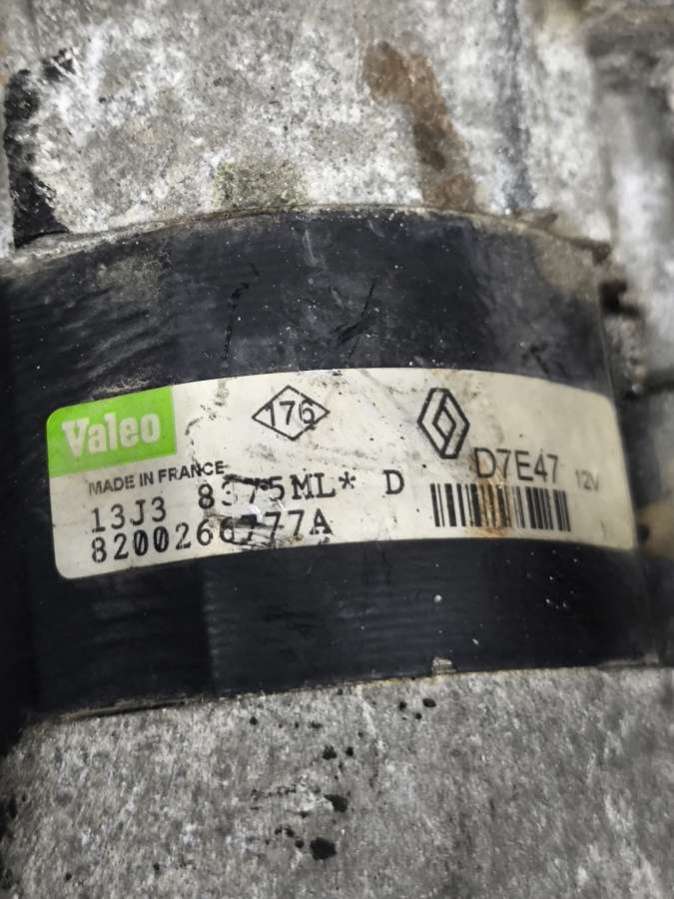 Valeo
176
MADE IN FRANCE
D7E47 12V
13J3 8375ML* D
8200266777A